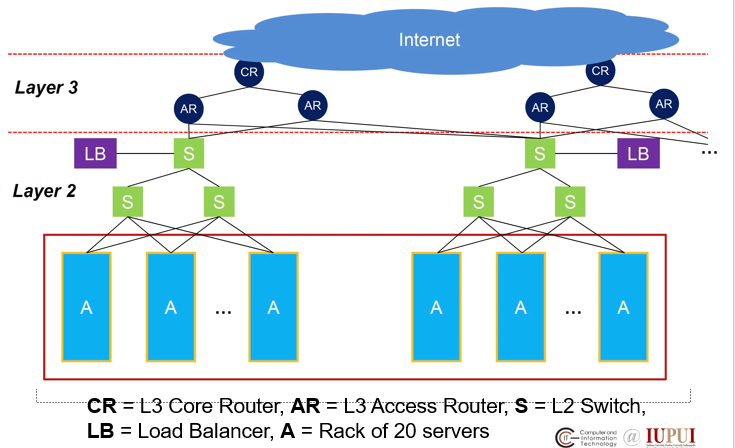 Internet
CR
CR
Layer 3
AR
AR
AR
AR
LB
S
S
LB
...
Layer 2
S
S
S
S
A
A
...
A
A
A
...
A
CR = L3 Core Router, AR = L3 Access Router, S = L2 Switch,
LB = Load Balancer, A = Rack of 20 servers
CIT
Computer and
Information
Technology
@
IUPUI